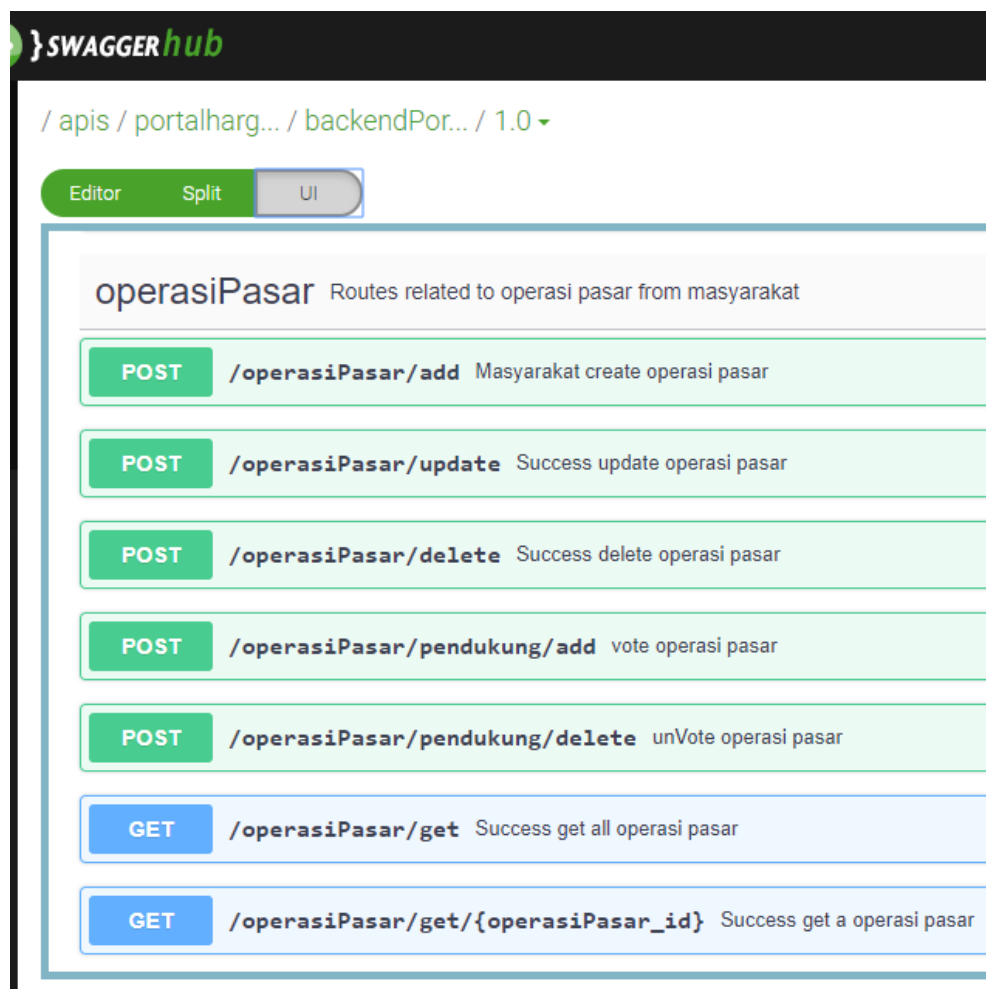 } SWAGGERhub
/ apis / portalharg... / backendPor... / 1.0
Editor Split UI
operasiPasar Routes related to operasi pasar from masyarakat
POST /operasiPasar/add Masyarakat create operasi pasar
POST /operasiPasar/update Success update operasi pasar
POST /operasiPasar/delete Success delete operasi pasar
POST /operasiPasar/pendukung/add vote operasi pasar
POST /operasiPasar/pendukung/delete unVote operasi pasar
GET /operasiPasar/get Success get all operasi pasar
GET /operasiPasar/get/{operasiPasar_id} Success get a operasi pasar